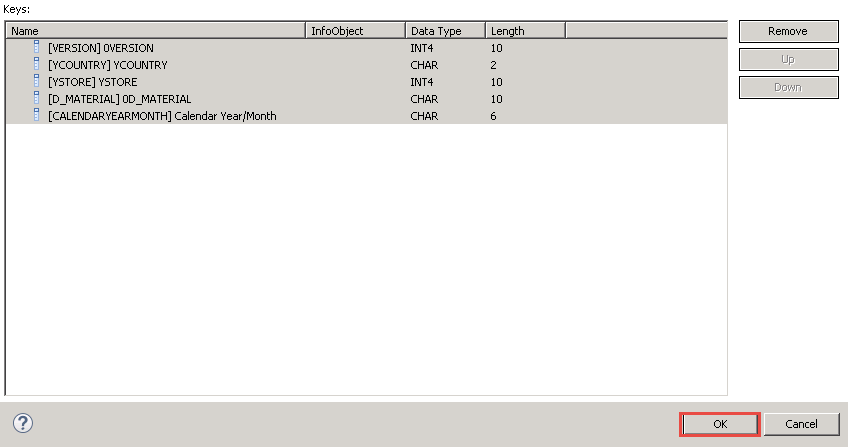 Keys:
Name InfoObject Data Type Length
[VERSION] 0VERSION INT4 10
[YCOUNTRY] YCOUNTRY CHAR 2
[YSTORE] YSTORE INT4 10
[D_MATERIAL] 0D_MATERIAL CHAR 10
[CALENDARYEARMONTH] Calendar Year/Month CHAR 6
Remove
Up
Down
?
OK Cancel